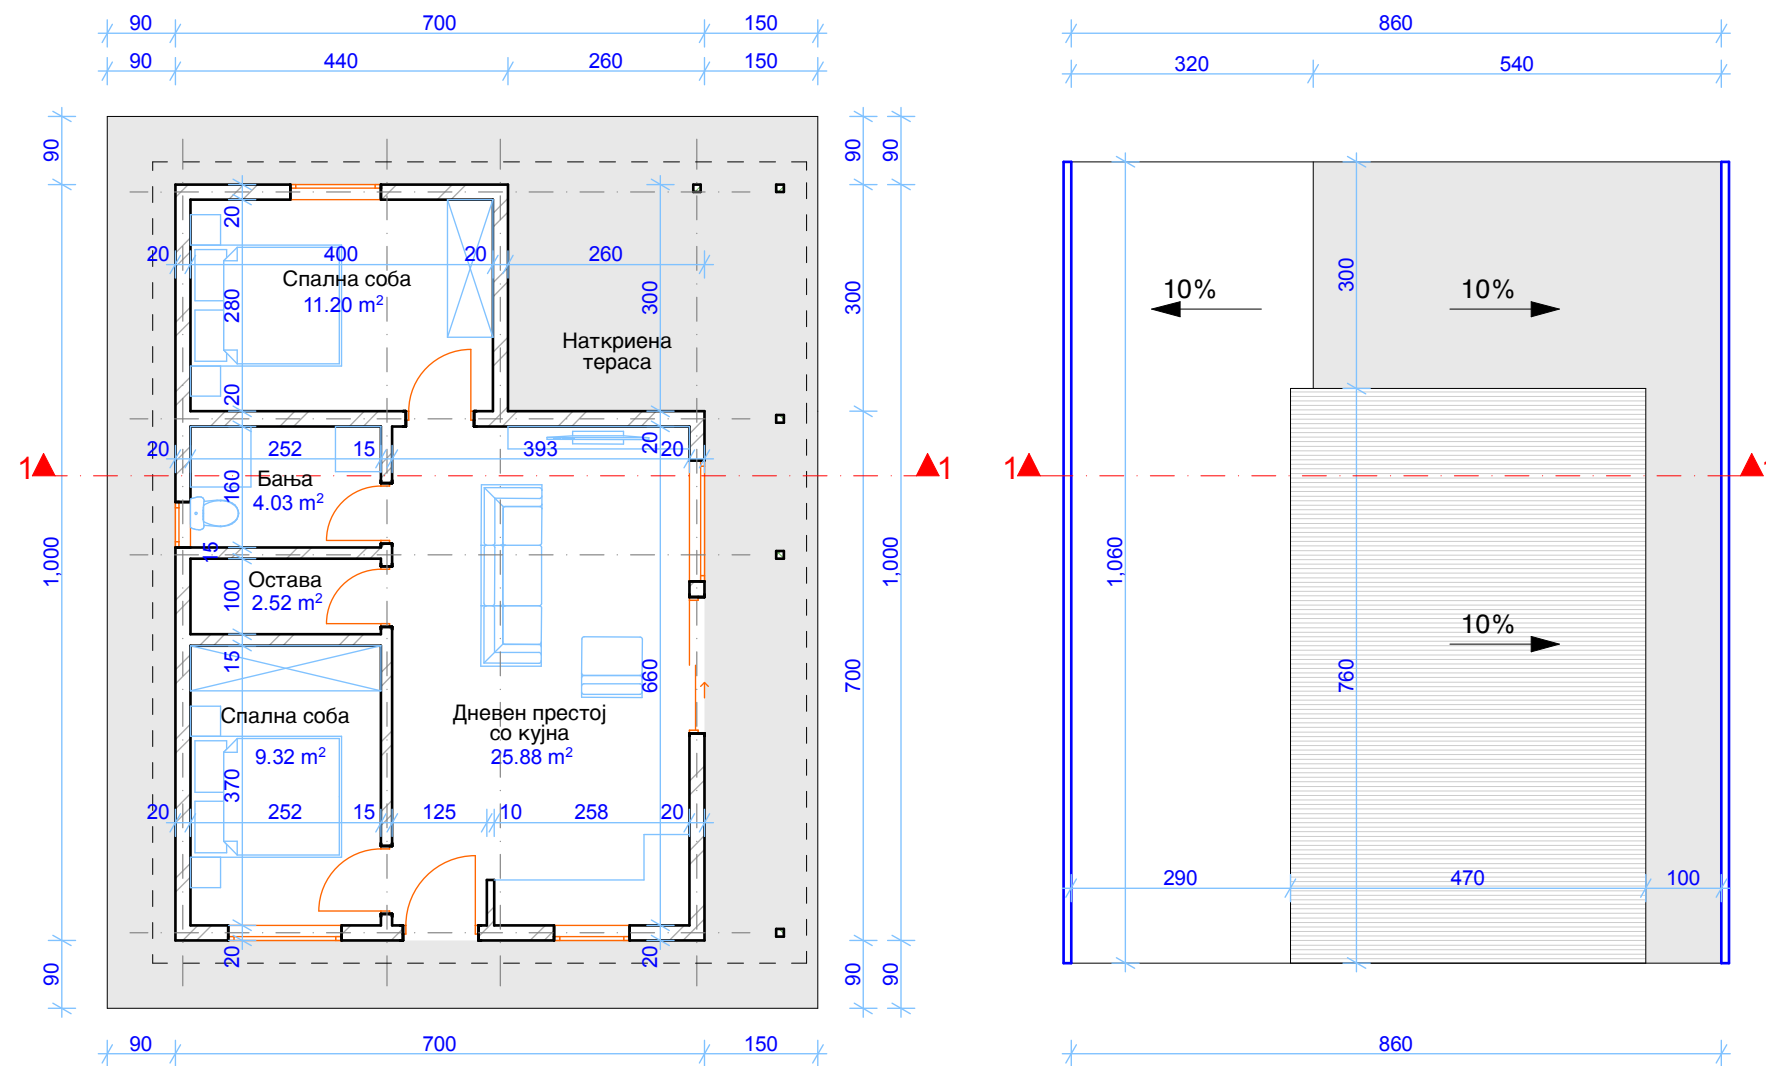 90 700 150
90 440 260 150
860
320 540
90
90 90
20
20 400 20 260
Спална соба
11.20 m²
280
300
300
Наткриена
тераса
20
10% 10%
300
20 252 15 393 20 20
1 1 1 1
Бања
4.03 m²
160
15
1,000
1,000
1,060
Остава
2.52 m²
100
15
10%
660
700
760
Спална соба
9.32 m²
370
Дневен престој
со кујна
25.88 m²
20 252 15 125 10 258 20
290 470 100
20 20
90
90 90
90 700 150
860